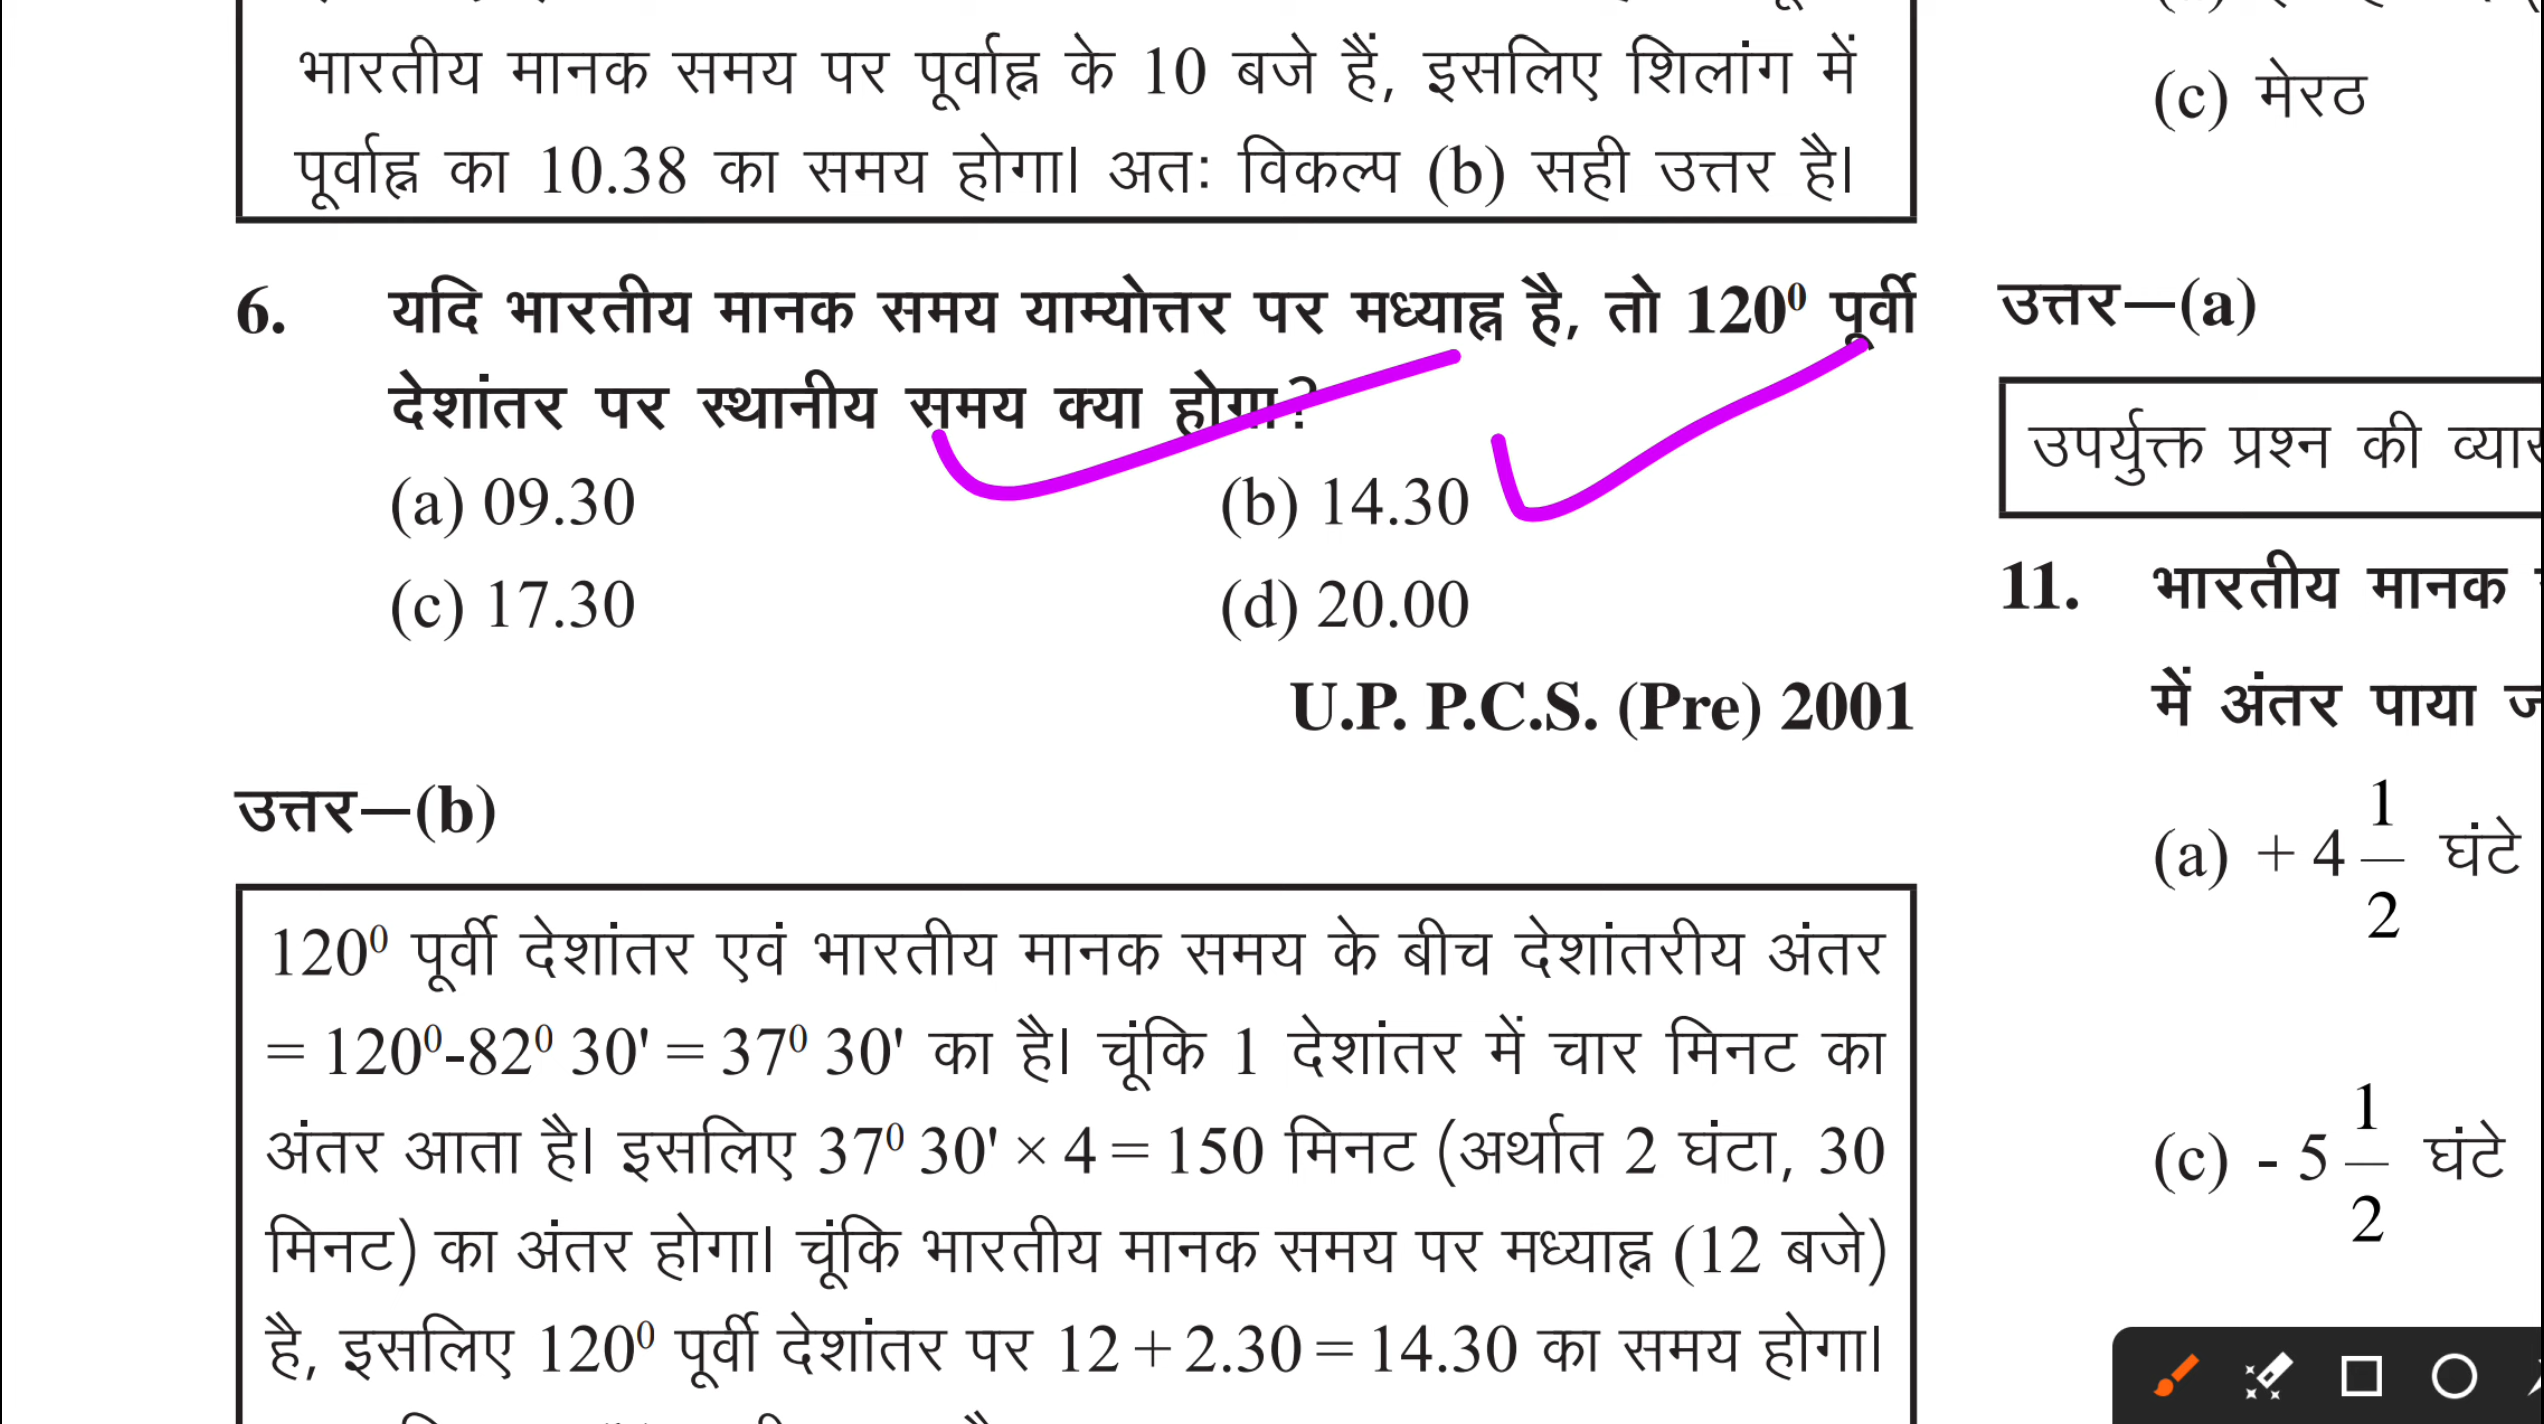 भारतीय मानक समय पर पूर्वाह्न के 10 बजे हैं, इसलिए शिलांग में
पूर्वाह्न का 10.38 का समय होगा। अतः विकल्प (b) सही उत्तर है।
6. यदि भारतीय मानक समय याम्योत्तर पर मध्याह्न है, तो 120⁰ पूर्वी
देशांतर पर स्थानीय समय क्या होगा?
(a) 09.30 (b) 14.30
(c) 17.30 (d) 20.00
U.P. P.C.S. (Pre) 2001
उत्तर—(b)
120⁰ पूर्वी देशांतर एवं भारतीय मानक समय के बीच देशांतरीय अंतर
= 120⁰-82⁰ 30' = 37⁰ 30' का है। चूंकि 1 देशांतर में चार मिनट का
अंतर आता है। इसलिए 37⁰ 30' × 4 = 150 मिनट (अर्थात 2 घंटा, 30
मिनट) का अंतर होगा। चूंकि भारतीय मानक समय पर मध्याह्न (12 बजे)
है, इसलिए 120⁰ पूर्वी देशांतर पर 12 + 2.30 = 14.30 का समय होगा।
(c) मेरठ
उत्तर—(a)
उपर्युक्त प्रश्न की
11. भारतीय मानक
में अंतर पाया
(a) + 4 1/2 घंटे
(c) - 5 1/2 घंटे